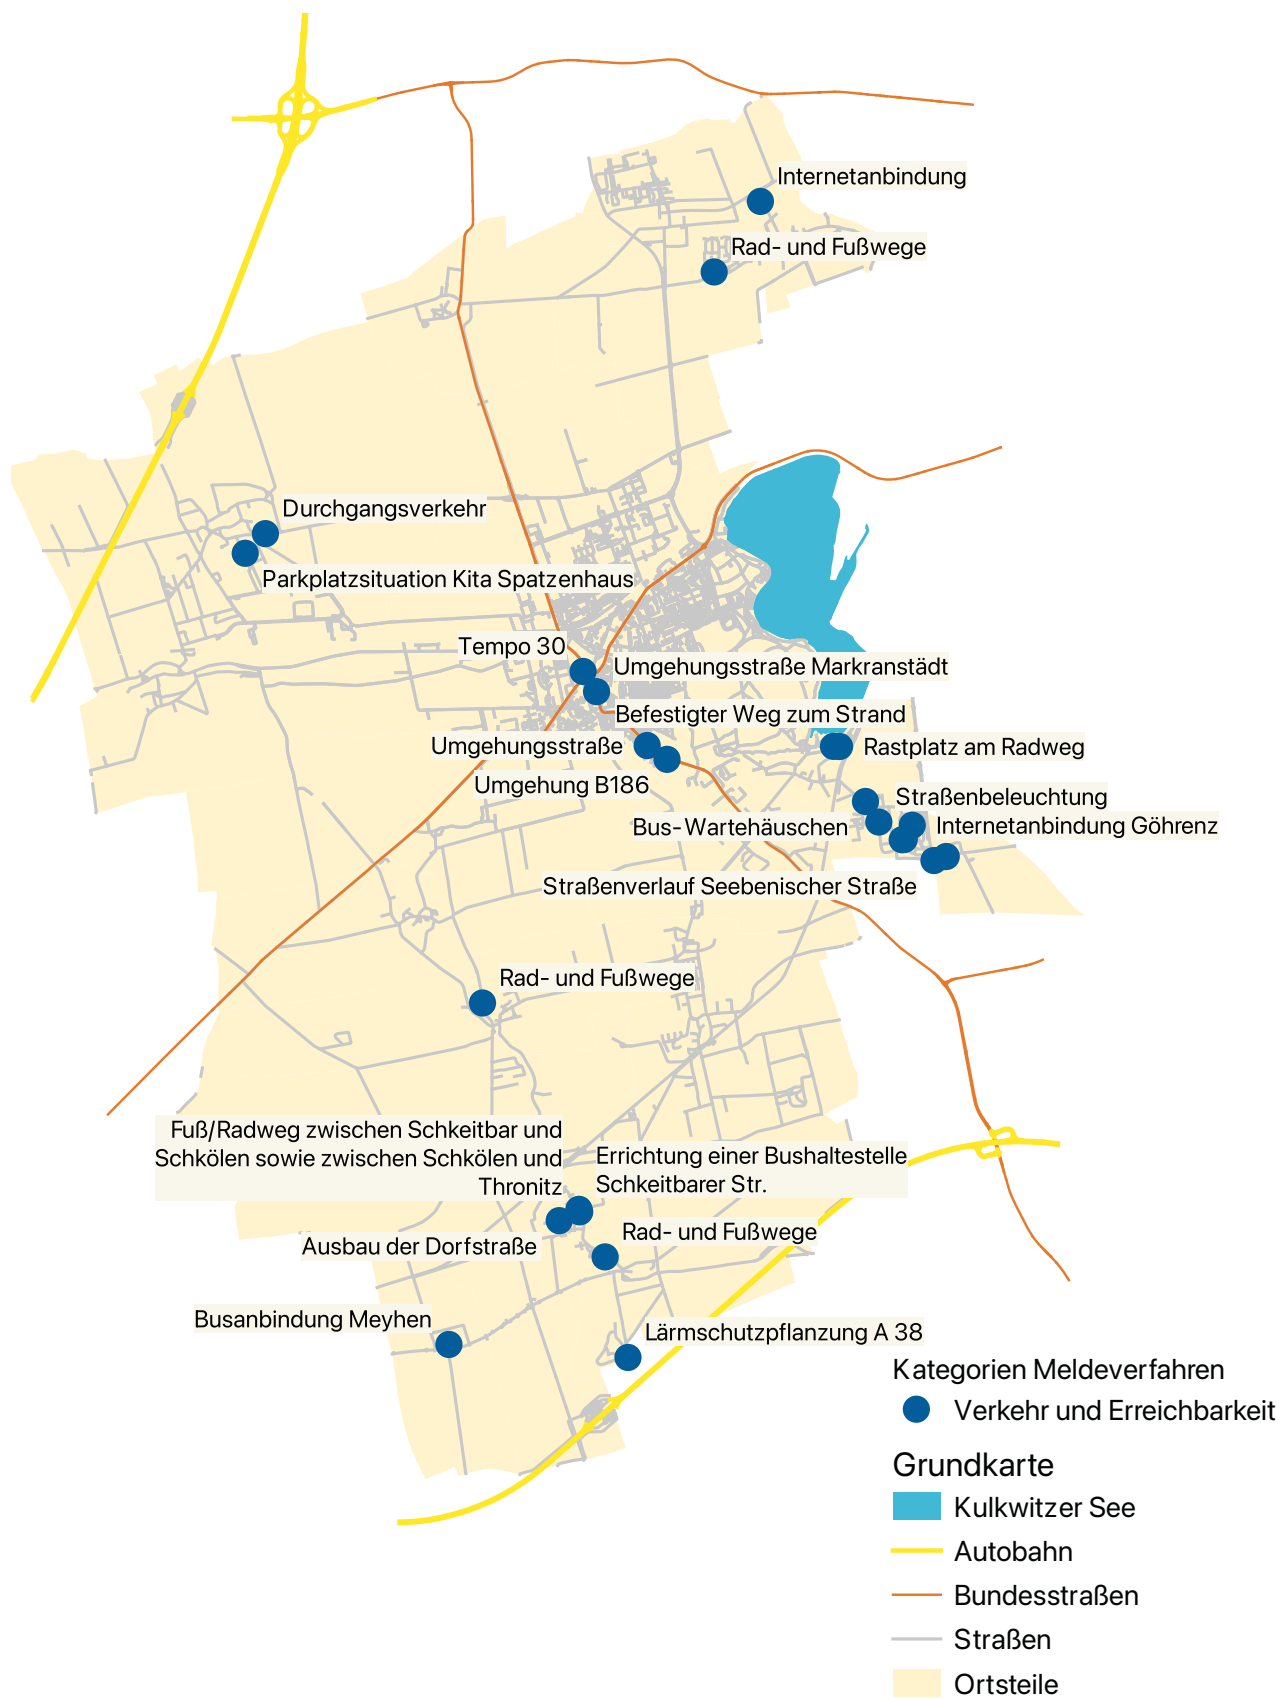 Internetanbindung
Rad- und Fußwege
Durchgangsverkehr
Parkplatzsituation Kita Spatzenhaus
Tempo 30
Umgehungsstraße Markranstädt
Befestigter Weg zum Strand
Umgehungsstraße
Rastplatz am Radweg
Umgehung B186
Straßenbeleuchtung
Bus-Wartehäuschen
Internetanbindung Göhrenz
Straßenverlauf Seebenischer Straße
Rad- und Fußwege
Fuß/Radweg zwischen Schkeitbar und
Schkölen sowie zwischen Schkölen und
Thronitz
Errichtung einer Bushaltestelle
Schkeitbarer Str.
Rad- und Fußwege
Ausbau der Dorfstraße
Busanbindung Meyhen
Lärmschutzpflanzung A 38
Kategorien Meldeverfahren
Verkehr und Erreichbarkeit
Grundkarte
Kulkwitzer See
Autobahn
Bundesstraßen
Straßen
Ortsteile